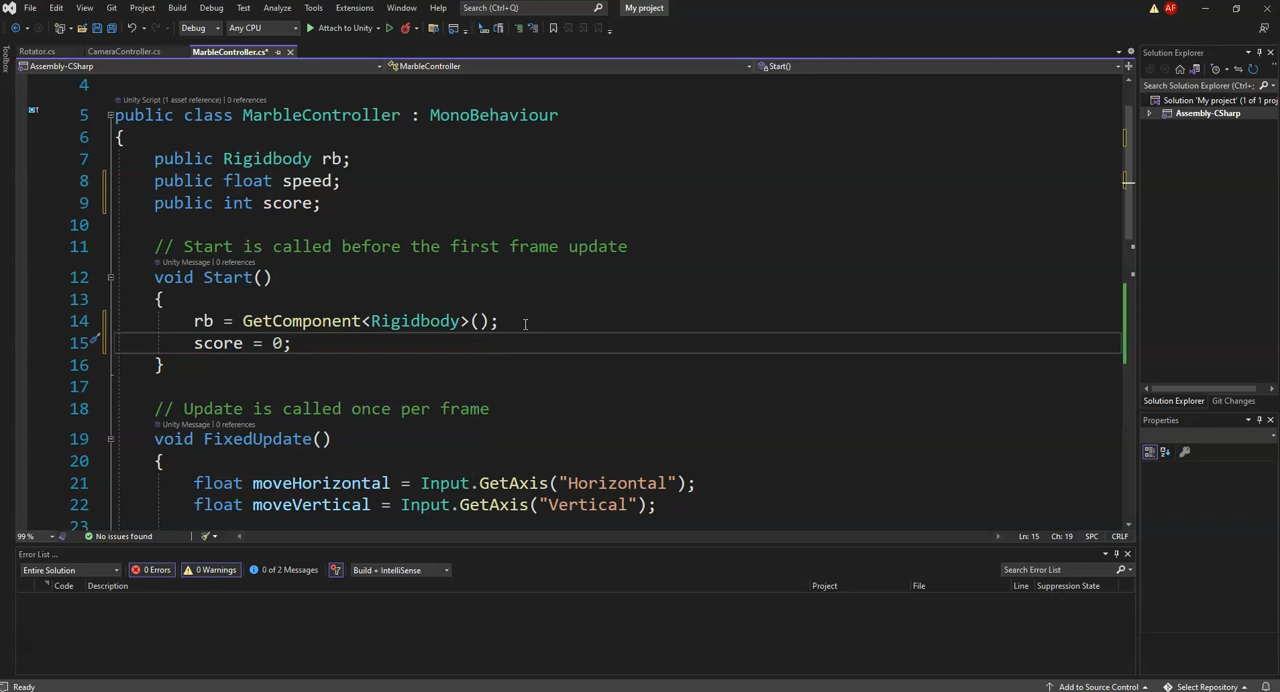 File Edit View Git Project Build Debug Test Analyze Tools Extensions Window Help Search (Ctrl+Q) My project AF
Debug Any CPU Attach to Unity
Toolbox
Rotator.cs CameraController.cs MarbleController.cs*
Assembly-CSharp MarbleController Start()
4
Unity Script (1 asset reference) | 0 references
5 public class MarbleController : MonoBehaviour
6 {
7 public Rigidbody rb;
8 public float speed;
9 public int score;
10
11 // Start is called before the first frame update
Unity Message | 0 references
12 void Start()
13 {
14 rb = GetComponent<Rigidbody>();
15 score = 0;
16 }
17
18 // Update is called once per frame
Unity Message | 0 references
19 void FixedUpdate()
20 {
21 float moveHorizontal = Input.GetAxis("Horizontal");
22 float moveVertical = Input.GetAxis("Vertical");
23
99 % No issues found Ln: 15 Ch: 19 SPC CRLF
Error List ...
Entire Solution 0 Errors 0 Warnings 0 of 2 Messages Build + IntelliSense Search Error List
Code Description Project File Line Suppression State
Solution Explorer
Search Solution Explorer (Ctrl+;
Solution 'My project' (1 of 1 proj
Assembly-CSharp
Solution Explorer Git Changes
Properties
Ready Add to Source Control Select Repository